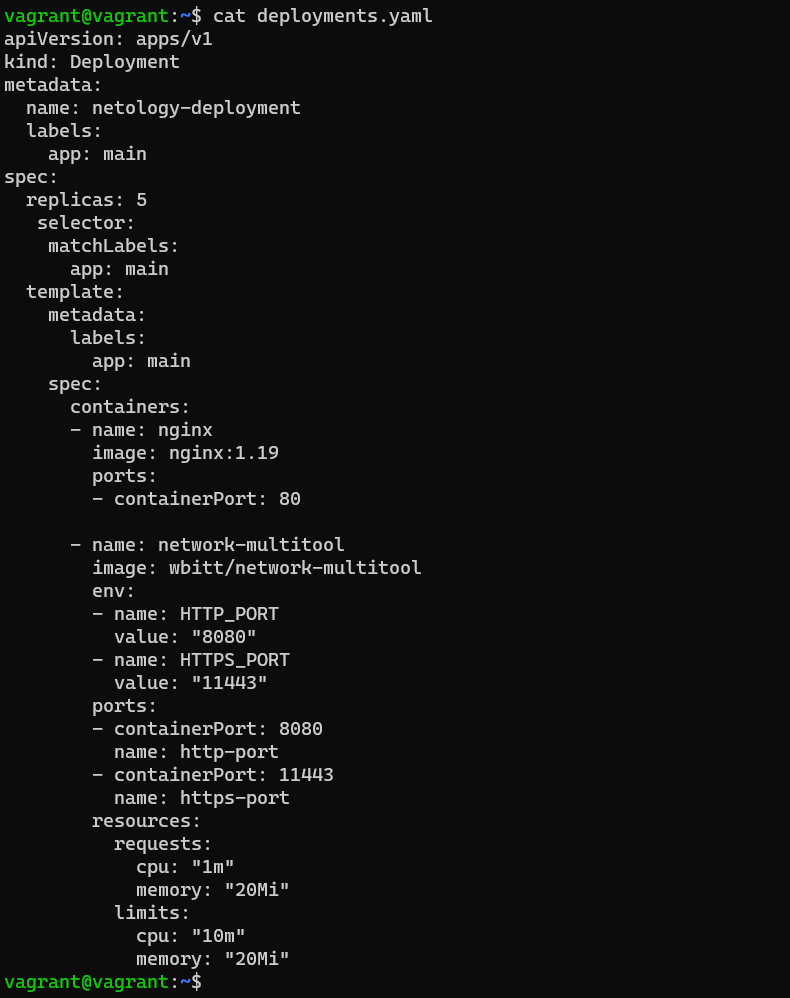 vagrant@vagrant:~$ cat deployments.yaml
apiVersion: apps/v1
kind: Deployment
metadata:
  name: netology-deployment
  labels:
    app: main
spec:
  replicas: 5
   selector:
    matchLabels:
      app: main
  template:
    metadata:
      labels:
        app: main
    spec:
      containers:
      - name: nginx
        image: nginx:1.19
        ports:
        - containerPort: 80

      - name: network-multitool
        image: wbitt/network-multitool
        env:
        - name: HTTP_PORT
          value: "8080"
        - name: HTTPS_PORT
          value: "11443"
        ports:
        - containerPort: 8080
          name: http-port
        - containerPort: 11443
          name: https-port
        resources:
          requests:
            cpu: "1m"
            memory: "20Mi"
          limits:
            cpu: "10m"
            memory: "20Mi"
vagrant@vagrant:~$